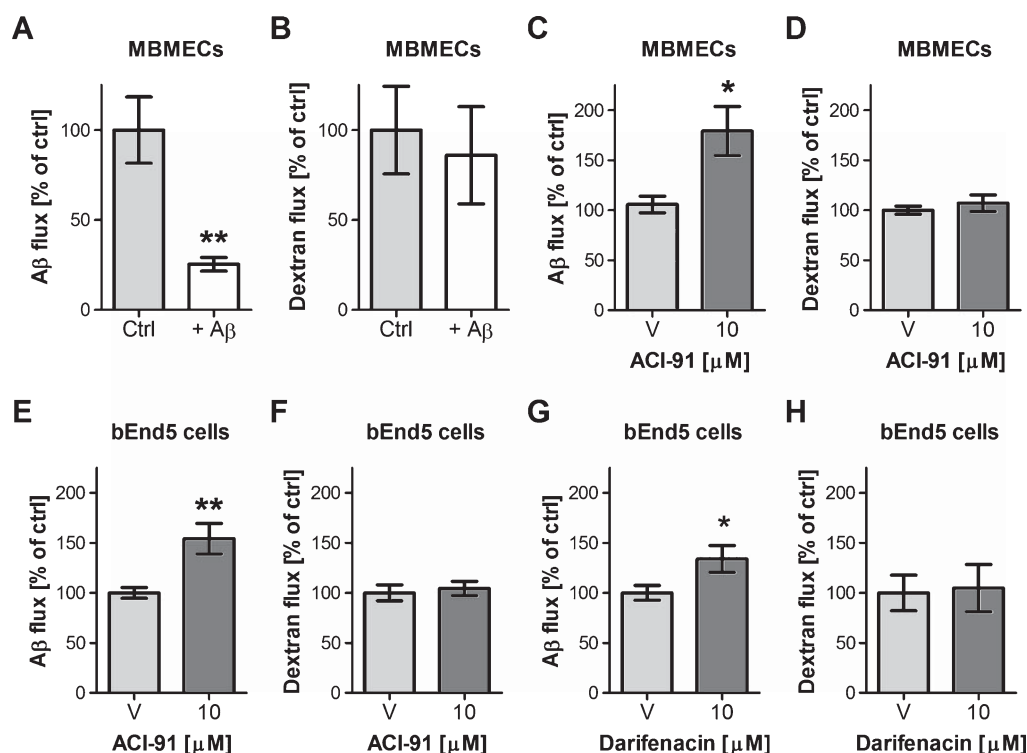 A
MBMECs
Aβ flux [% of ctrl]
100
50
0
Ctrl
+ Aβ
**
B
MBMECs
Dextran flux [% of ctrl]
100
50
0
Ctrl
+ Aβ
C
MBMECs
Aβ flux [% of ctrl]
200
150
100
50
0
*
V
10
ACI-91 [μM]
D
MBMECs
Dextran flux [% of ctrl]
200
150
100
50
0
V
10
ACI-91 [μM]
E
bEnd5 cells
Aβ flux [% of ctrl]
200
150
100
50
0
**
V
10
ACI-91 [μM]
F
bEnd5 cells
Dextran flux [% of ctrl]
200
150
100
50
0
V
10
ACI-91 [μM]
G
bEnd5 cells
Aβ flux [% of ctrl]
200
150
100
50
0
*
V
10
Darifenacin [μM]
H
bEnd5 cells
Dextran flux [% of ctrl]
200
150
100
50
0
V
10
Darifenacin [μM]